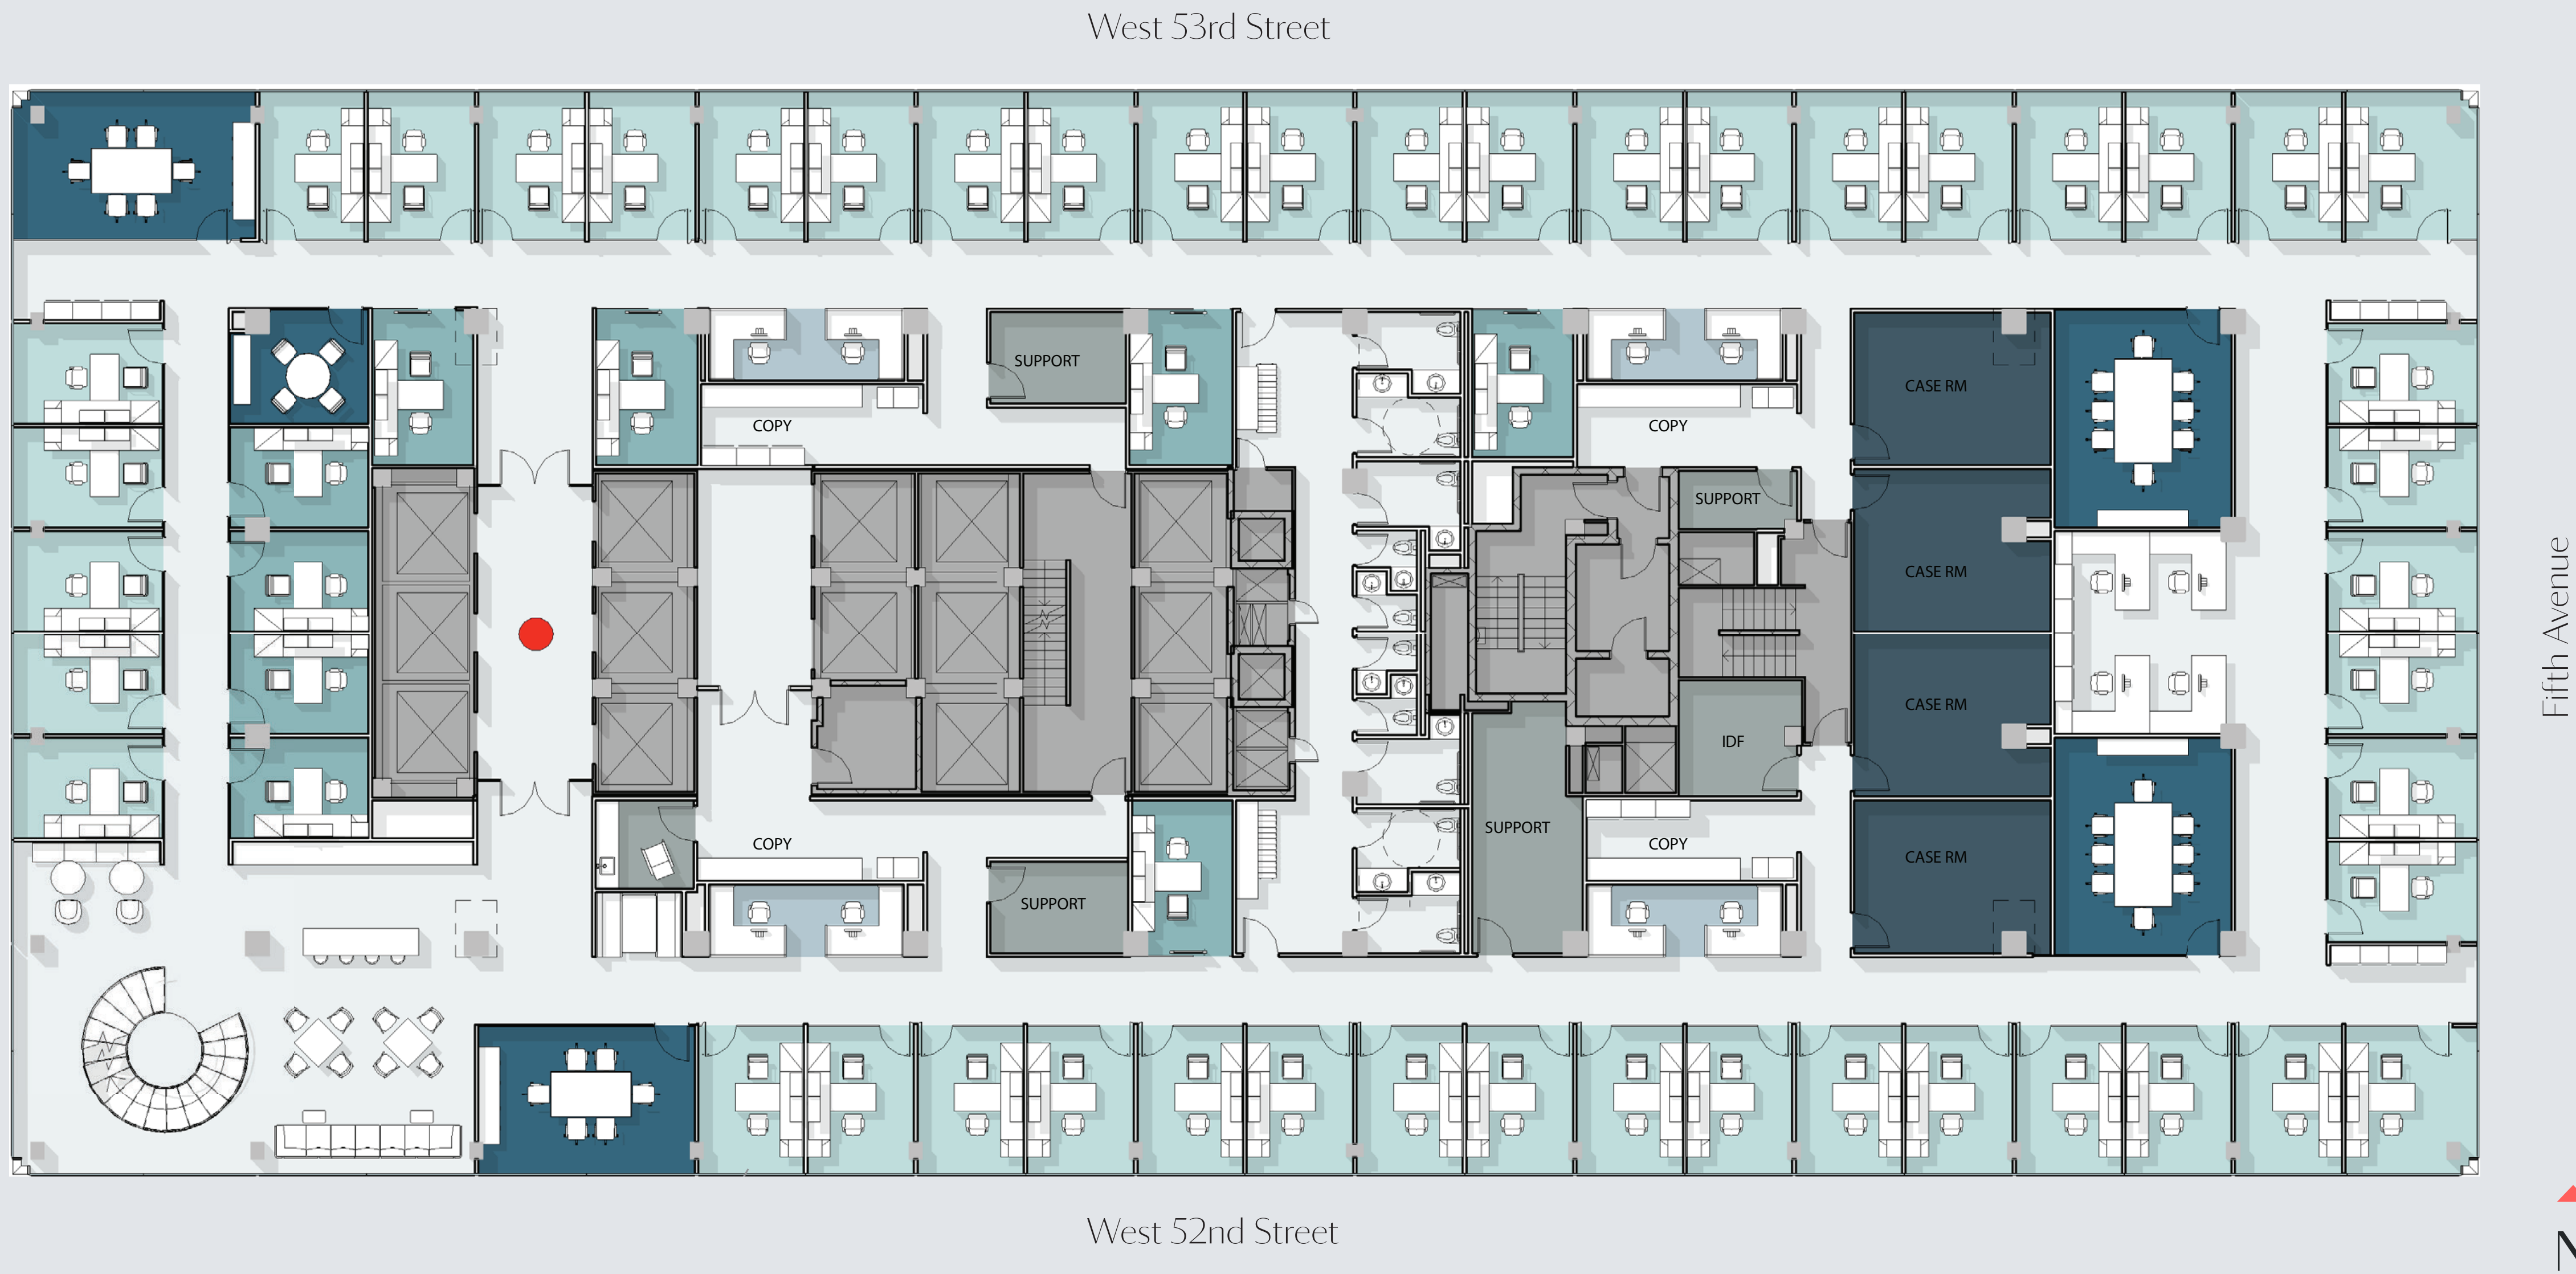 West 53rd Street
SUPPORT
CASE RM
COPY
COPY
SUPPORT
CASE RM
Fifth Avenue
CASE RM
IDF
SUPPORT
COPY
COPY
CASE RM
SUPPORT
West 52nd Street
N